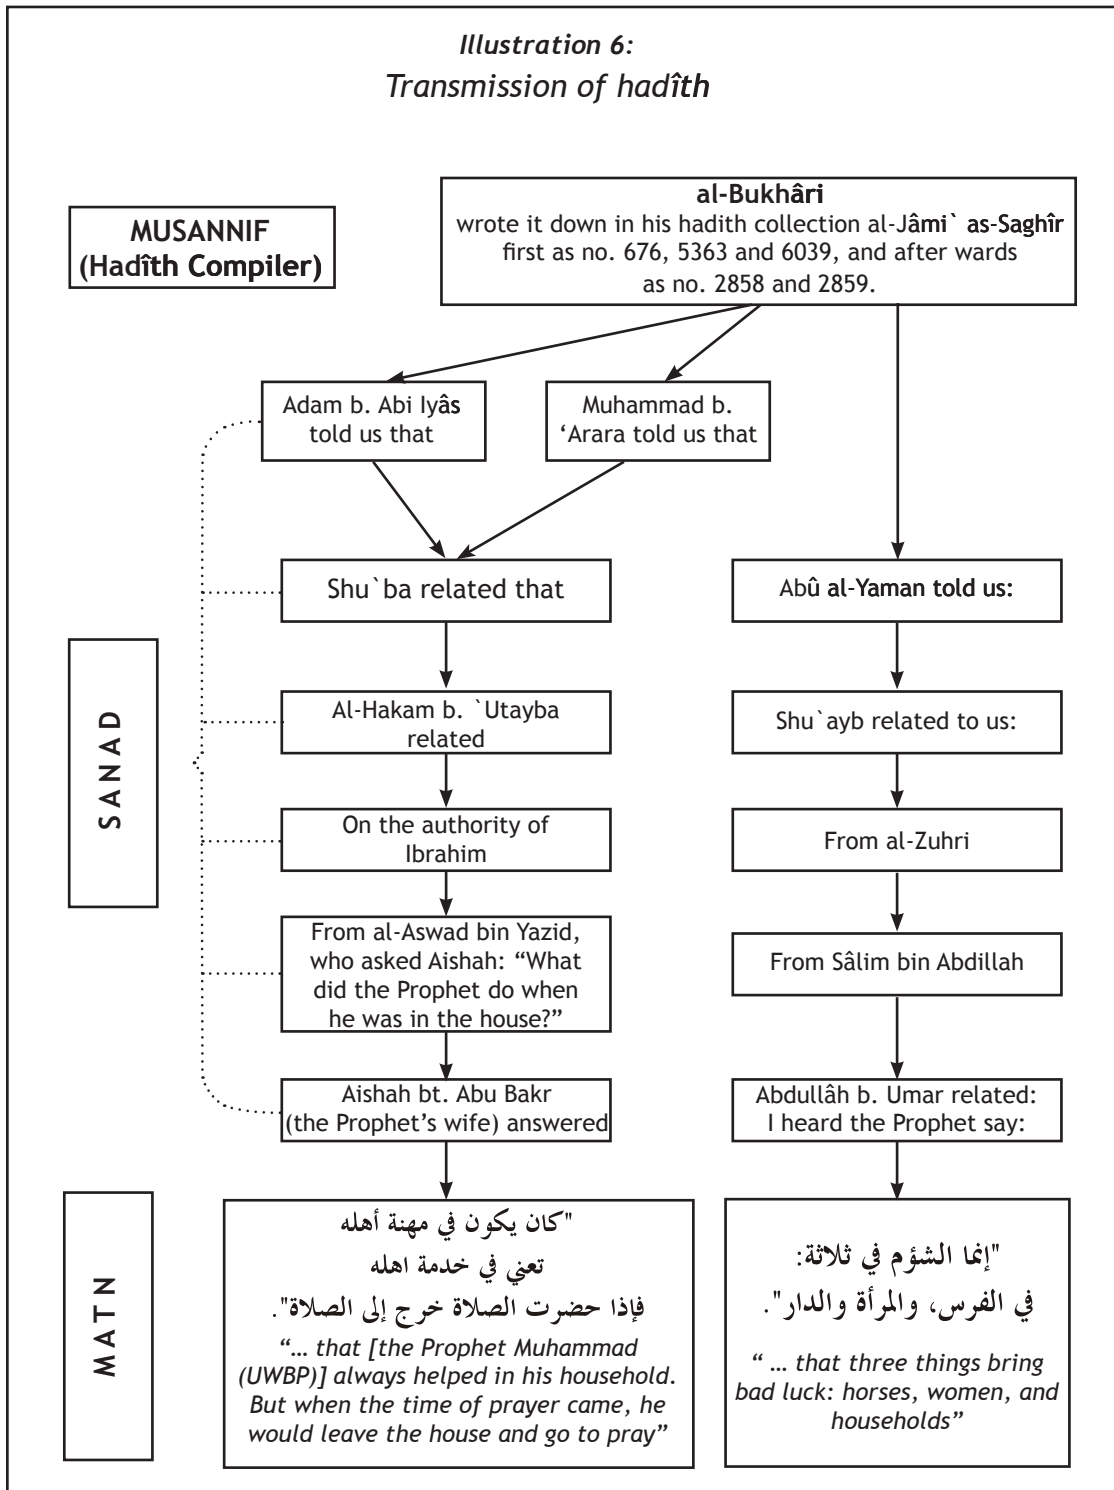 Illustration 6:
Transmission of hadîth
MUSANNIF
(Hadîth Compiler)
al-Bukhâri
wrote it down in his hadith collection al-Jâmi` as-Saghîr
first as no. 676, 5363 and 6039, and after wards
as no. 2858 and 2859.
Adam b. Abi Iyâs
told us that
Muhammad b.
‘Arara told us that
SANAD
Shu`ba related that
Al-Hakam b. `Utayba
related
On the authority of
Ibrahim
From al-Aswad bin Yazid,
who asked Aishah: “What
did the Prophet do when
he was in the house?”
Aishah bt. Abu Bakr
(the Prophet’s wife) answered
Abû al-Yaman told us:
Shu`ayb related to us:
From al-Zuhri
From Sâlim bin Abdillah
Abdullâh b. Umar related:
I heard the Prophet say:
MATN
"كان يكون في مهنة أهله
تعني في خدمة اهله
فإذا حضرت الصلاة خرج إلى الصلاة".
“… that [the Prophet Muhammad
(UWBP)] always helped in his household.
But when the time of prayer came, he
would leave the house and go to pray”
"إنما الشؤم في ثلاثة:
في الفرس، والمرأة والدار".
“ … that three things bring
bad luck: horses, women, and
households”